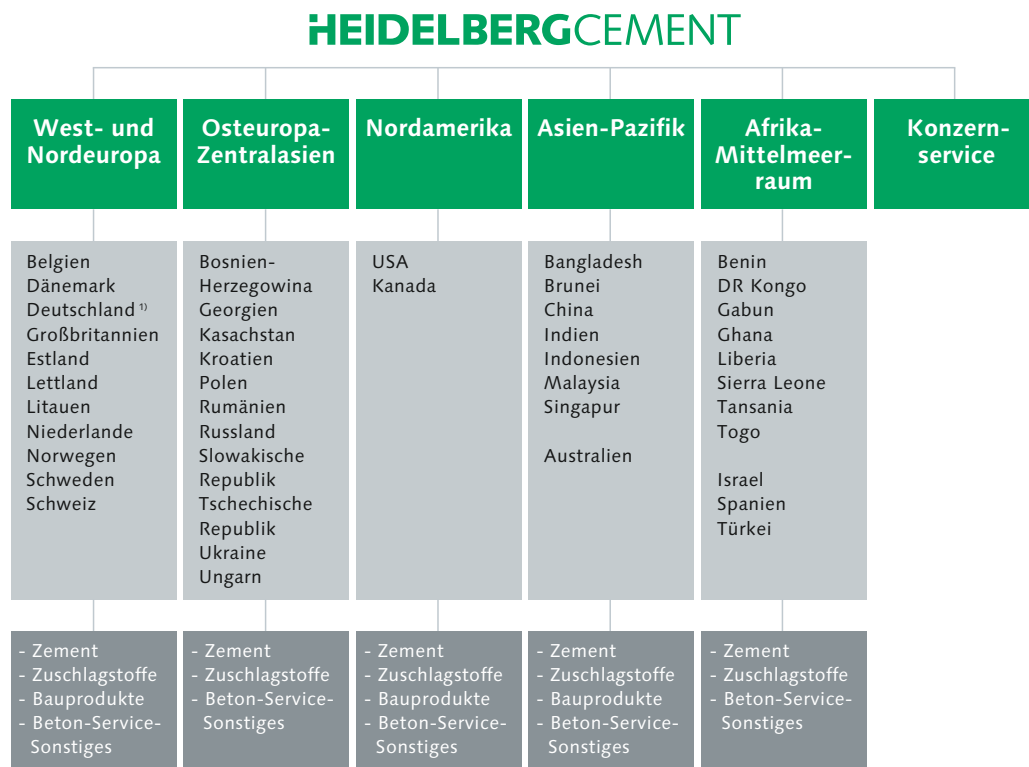 HEIDELBERGCEMENT
West- und
Nordeuropa
Osteuropa-
Zentralasien
Nordamerika
Asien-Pazifik
Afrika-
Mittelmeer-
raum
Konzern-
service
Belgien
Dänemark
Deutschland 1)
Großbritannien
Estland
Lettland
Litauen
Niederlande
Norwegen
Schweden
Schweiz
Bosnien-
Herzegowina
Georgien
Kasachstan
Kroatien
Polen
Rumänien
Russland
Slowakische
Republik
Tschechische
Republik
Ukraine
Ungarn
USA
Kanada
Bangladesh
Brunei
China
Indien
Indonesien
Malaysia
Singapur
Australien
Benin
DR Kongo
Gabun
Ghana
Liberia
Sierra Leone
Tansania
Togo
Israel
Spanien
Türkei
- Zement
- Zuschlagstoffe
- Bauprodukte
- Beton-Service-
Sonstiges
- Zement
- Zuschlagstoffe
- Beton-Service-
Sonstiges
- Zement
- Zuschlagstoffe
- Bauprodukte
- Beton-Service-
Sonstiges
- Zement
- Zuschlagstoffe
- Bauprodukte
- Beton-Service-
Sonstiges
- Zement
- Zuschlagstoffe
- Beton-Service-
Sonstiges